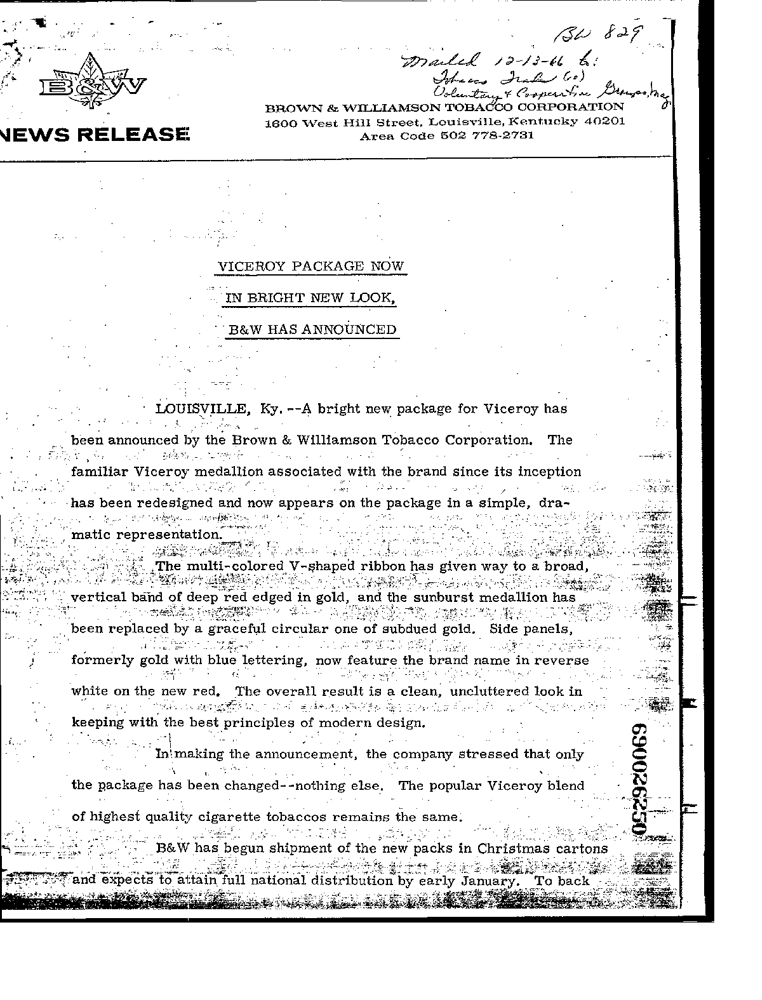 BW 829
Mailed 12-13-66 to:
Tobacco Trade (60)
Voluntary & Cooperative Groups Mag
B&W
BROWN & WILLIAMSON TOBACCO CORPORATION
1600 West Hill Street, Louisville, Kentucky 40201
NEWS RELEASE
Area Code 502 778-2731
VICEROY PACKAGE NOW
IN BRIGHT NEW LOOK,
B&W HAS ANNOUNCED
LOUISVILLE, Ky. --A bright new package for Viceroy has
been announced by the Brown & Williamson Tobacco Corporation. The
familiar Viceroy medallion associated with the brand since its inception
has been redesigned and now appears on the package in a simple, dra-
matic representation.
The multi-colored V-shaped ribbon has given way to a broad,
vertical band of deep red edged in gold, and the sunburst medallion has
been replaced by a graceful circular one of subdued gold. Side panels,
formerly gold with blue lettering, now feature the brand name in reverse
white on the new red. The overall result is a clean, uncluttered look in
keeping with the best principles of modern design.
In making the announcement, the company stressed that only
the package has been changed--nothing else. The popular Viceroy blend
of highest quality cigarette tobaccos remains the same.
B&W has begun shipment of the new packs in Christmas cartons
and expects to attain full national distribution by early January. To back
690026250